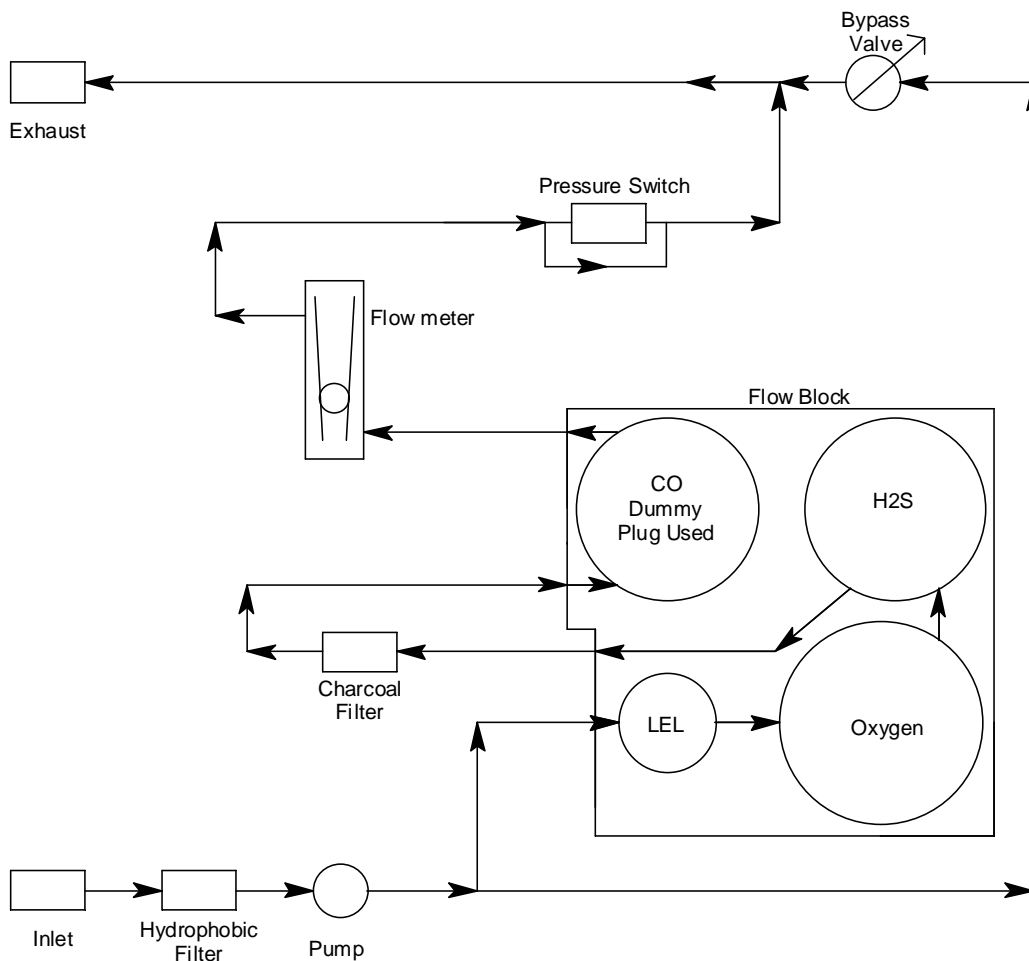 Bypass
Valve
Exhaust
Pressure Switch
Flow meter
Flow Block
CO
Dummy
Plug Used
H2S
Charcoal
Filter
LEL
Oxygen
Inlet
Hydrophobic
Filter
Pump